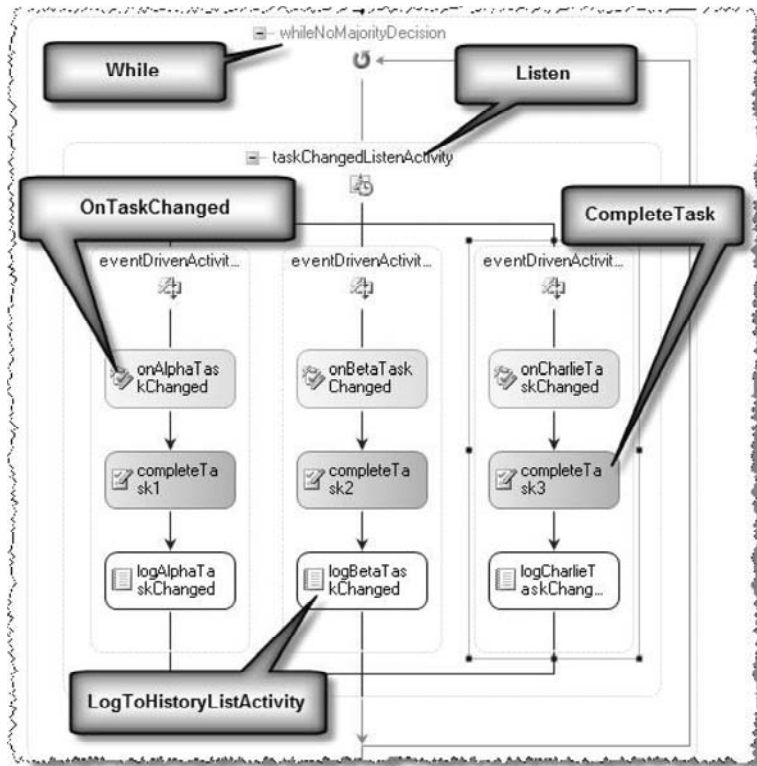 whileNoMajorityDecision
While
Listen
taskChangedListenActivity
OnTaskChanged
CompleteTask
eventDrivenActivit...
eventDrivenActivit...
eventDrivenActivit...
onAlphaTas
kChanged
onBetaTask
Changed
onCharlieTa
skChanged
completeTa
sk1
completeTa
sk2
completeTa
sk3
logAlphaTa
skChanged
logBetaTas
kChanged
logCharlieT
askChang...
LogToHistoryListActivity